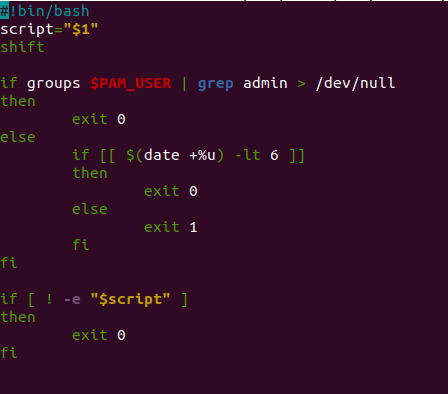 #!bin/bash
script="$1"
shift
if groups $PAM_USER | grep admin > /dev/null
then
exit 0
else
if [[ $(date +%u) -lt 6 ]]
then
exit 0
else
exit 1
fi
fi
if [ ! -e "$script" ]
then
exit 0
fi